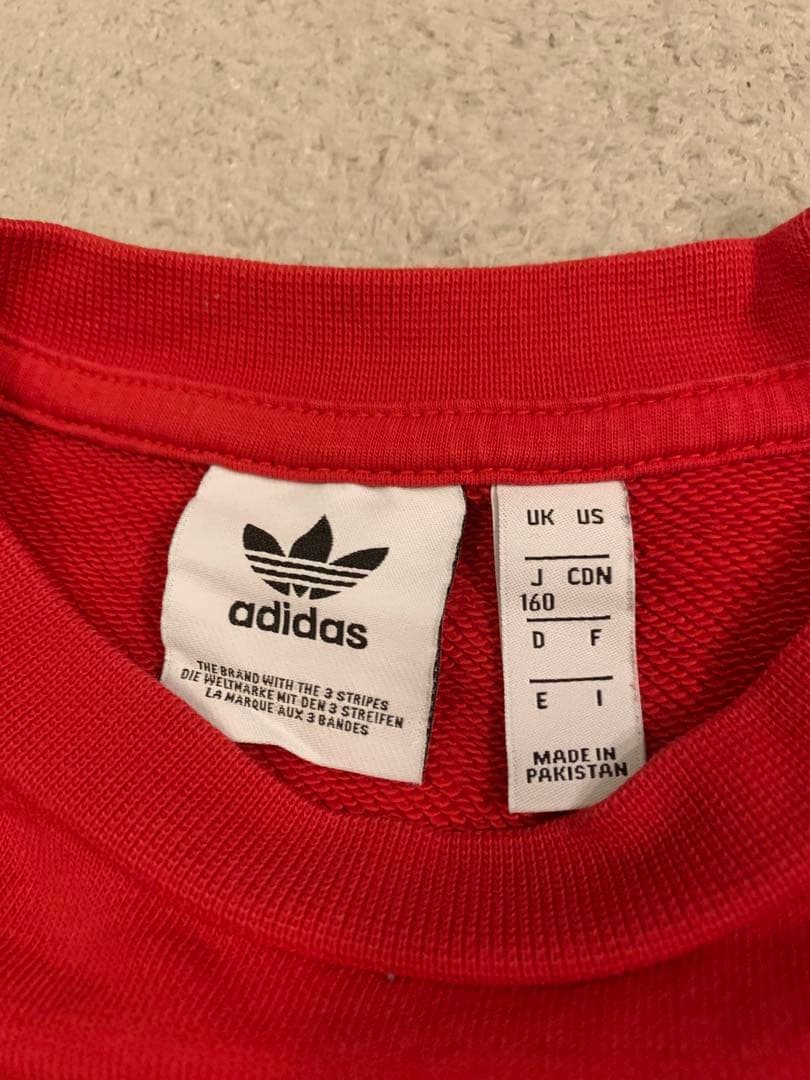 adidas
THE BRAND WITH THE 3 STRIPES
DIE WELTMARKE MIT DEN 3 STREIFEN
LA MARQUE AUX 3 BANDES
UK US
J CDN
160
D F
E I
MADE IN
PAKISTAN